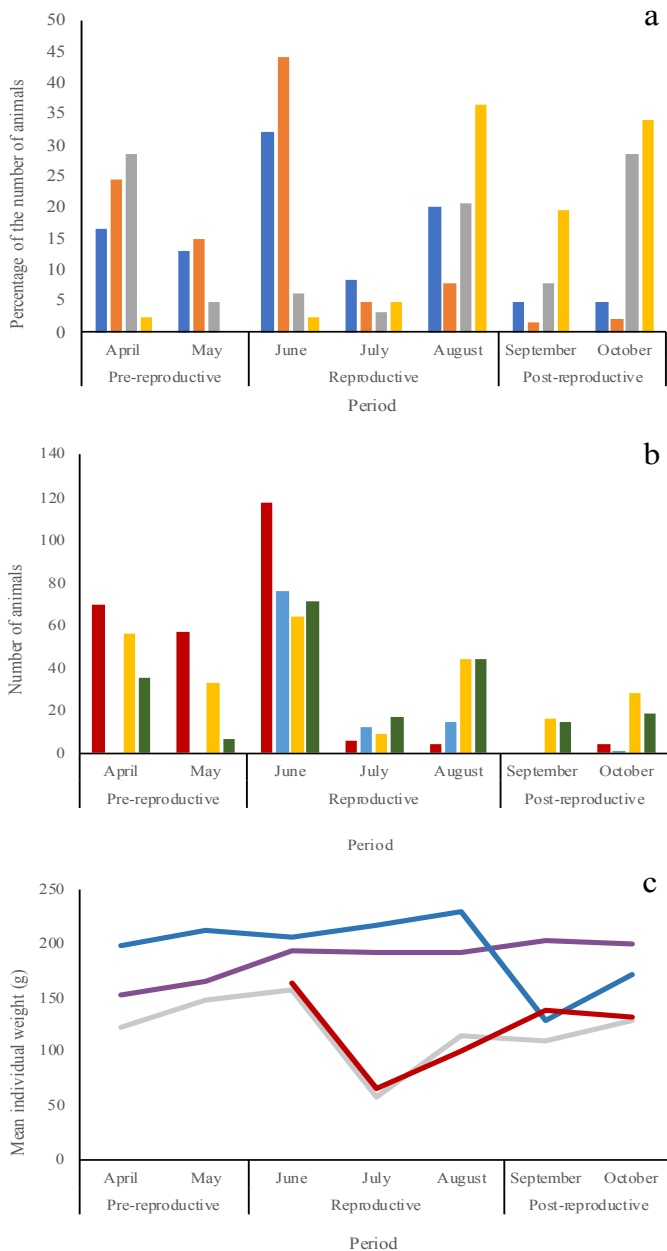 a
Percentage of the number of animals
50
45
40
35
30
25
20
15
10
5
0
April May June July August September October
Pre-reproductive Reproductive Post-reproductive
Period
b
Number of animals
140
120
100
80
60
40
20
0
April May June July August September October
Pre-reproductive Reproductive Post-reproductive
Period
c
Mean individual weight (g)
250
200
150
100
50
0
April May June July August September October
Pre-reproductive Reproductive Post-reproductive
Period